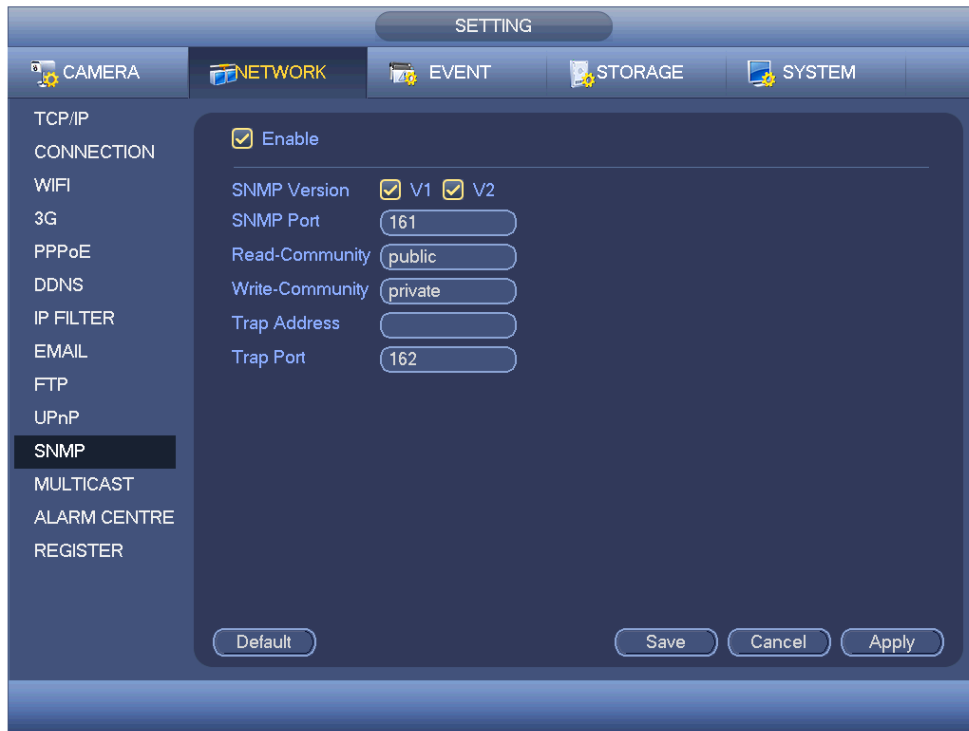 SETTING
CAMERA NETWORK EVENT STORAGE SYSTEM
TCP/IP
CONNECTION
WIFI
3G
PPPoE
DDNS
IP FILTER
EMAIL
FTP
UPnP
SNMP
MULTICAST
ALARM CENTRE
REGISTER
Enable
SNMP Version V1 V2
SNMP Port 161
Read-Community public
Write-Community private
Trap Address
Trap Port 162
Default Save Cancel Apply